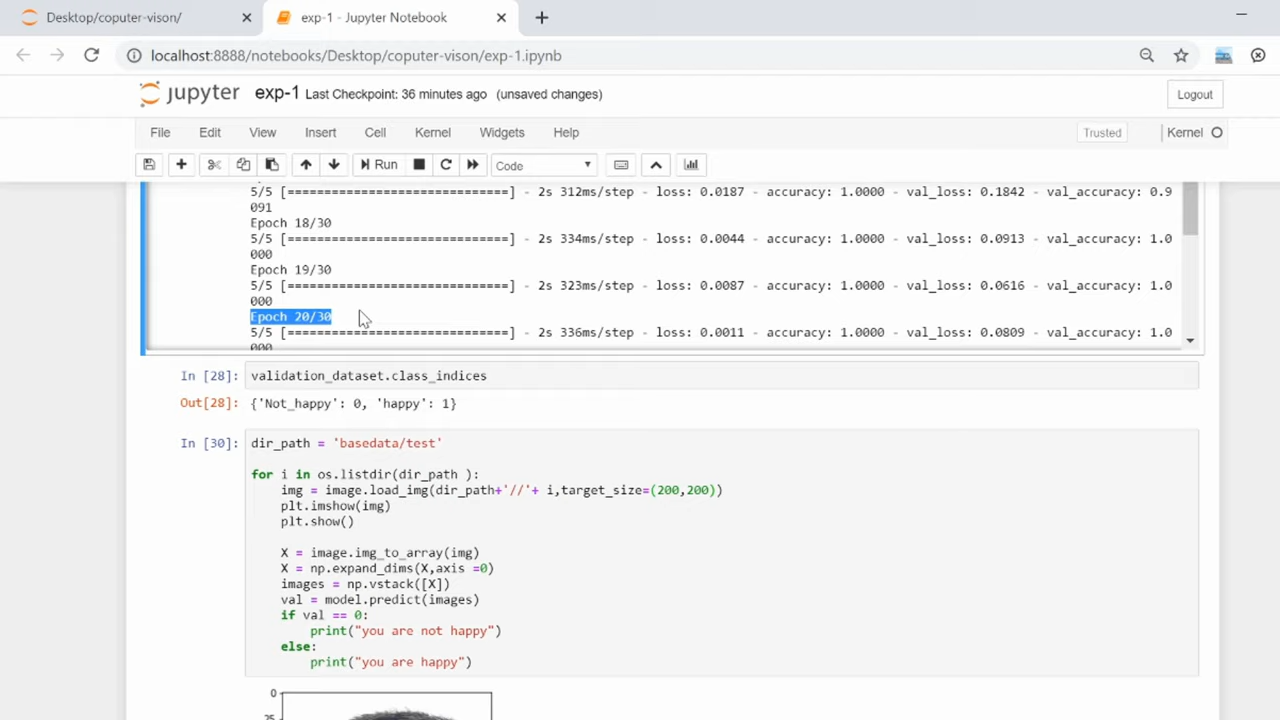 Desktop/coputer-vison/
exp-1 - Jupyter Notebook
localhost:8888/notebooks/Desktop/coputer-vison/exp-1.ipynb
jupyter exp-1 Last Checkpoint: 36 minutes ago (unsaved changes)
Logout
File Edit View Insert Cell Kernel Widgets Help
Trusted
Kernel
Run
Code
5/5 [==============================] - 2s 312ms/step - loss: 0.0187 - accuracy: 1.0000 - val_loss: 0.1842 - val_accuracy: 0.9
091
Epoch 18/30
5/5 [==============================] - 2s 334ms/step - loss: 0.0044 - accuracy: 1.0000 - val_loss: 0.0913 - val_accuracy: 1.0
000
Epoch 19/30
5/5 [==============================] - 2s 323ms/step - loss: 0.0087 - accuracy: 1.0000 - val_loss: 0.0616 - val_accuracy: 1.0
000
Epoch 20/30
5/5 [==============================] - 2s 336ms/step - loss: 0.0011 - accuracy: 1.0000 - val_loss: 0.0809 - val_accuracy: 1.0
000
In [28]: validation_dataset.class_indices
Out[28]: {'Not_happy': 0, 'happy': 1}
In [30]: dir_path = 'basedata/test'
for i in os.listdir(dir_path ):
img = image.load_img(dir_path+'//'+ i,target_size=(200,200))
plt.imshow(img)
plt.show()
X = image.img_to_array(img)
X = np.expand_dims(X,axis =0)
images = np.vstack([X])
val = model.predict(images)
if val == 0:
print("you are not happy")
else:
print("you are happy")
0
25